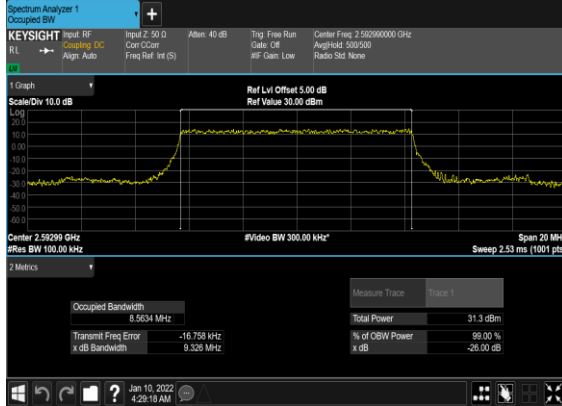 Spectrum Analyzer 1
Occupied BW
+
KEYSIGHT Input: RF Input Z: 50 Ω Atten: 40 dB Trig: Free Run Center Freq: 2.592990000 GHz
RL Coupling: DC Corr CCorr Gate: Off Avg|Hold: 500/500
Align: Auto Freq Ref: Int (S) #IF Gain: Low Radio Std: None
1 Graph Ref Lvl Offset 5.00 dB
Scale/Div 10.0 dB Ref Value 30.00 dBm
Log
20.0
10.0
0.00
-10.0
-20.0
-30.0
-40.0
-50.0
-60.0
Center 2.59299 GHz #Video BW 300.00 kHz* Span 20 MH
#Res BW 100.00 kHz Sweep 2.53 ms (1001 pts
2 Metrics
Measure Trace Trace 1
Occupied Bandwidth
8.5634 MHz Total Power 31.3 dBm
Transmit Freq Error -16.758 kHz % of OBW Power 99.00 %
x dB Bandwidth 9.326 MHz x dB -26.00 dB
? Jan 10, 2022
4:29:18 AM